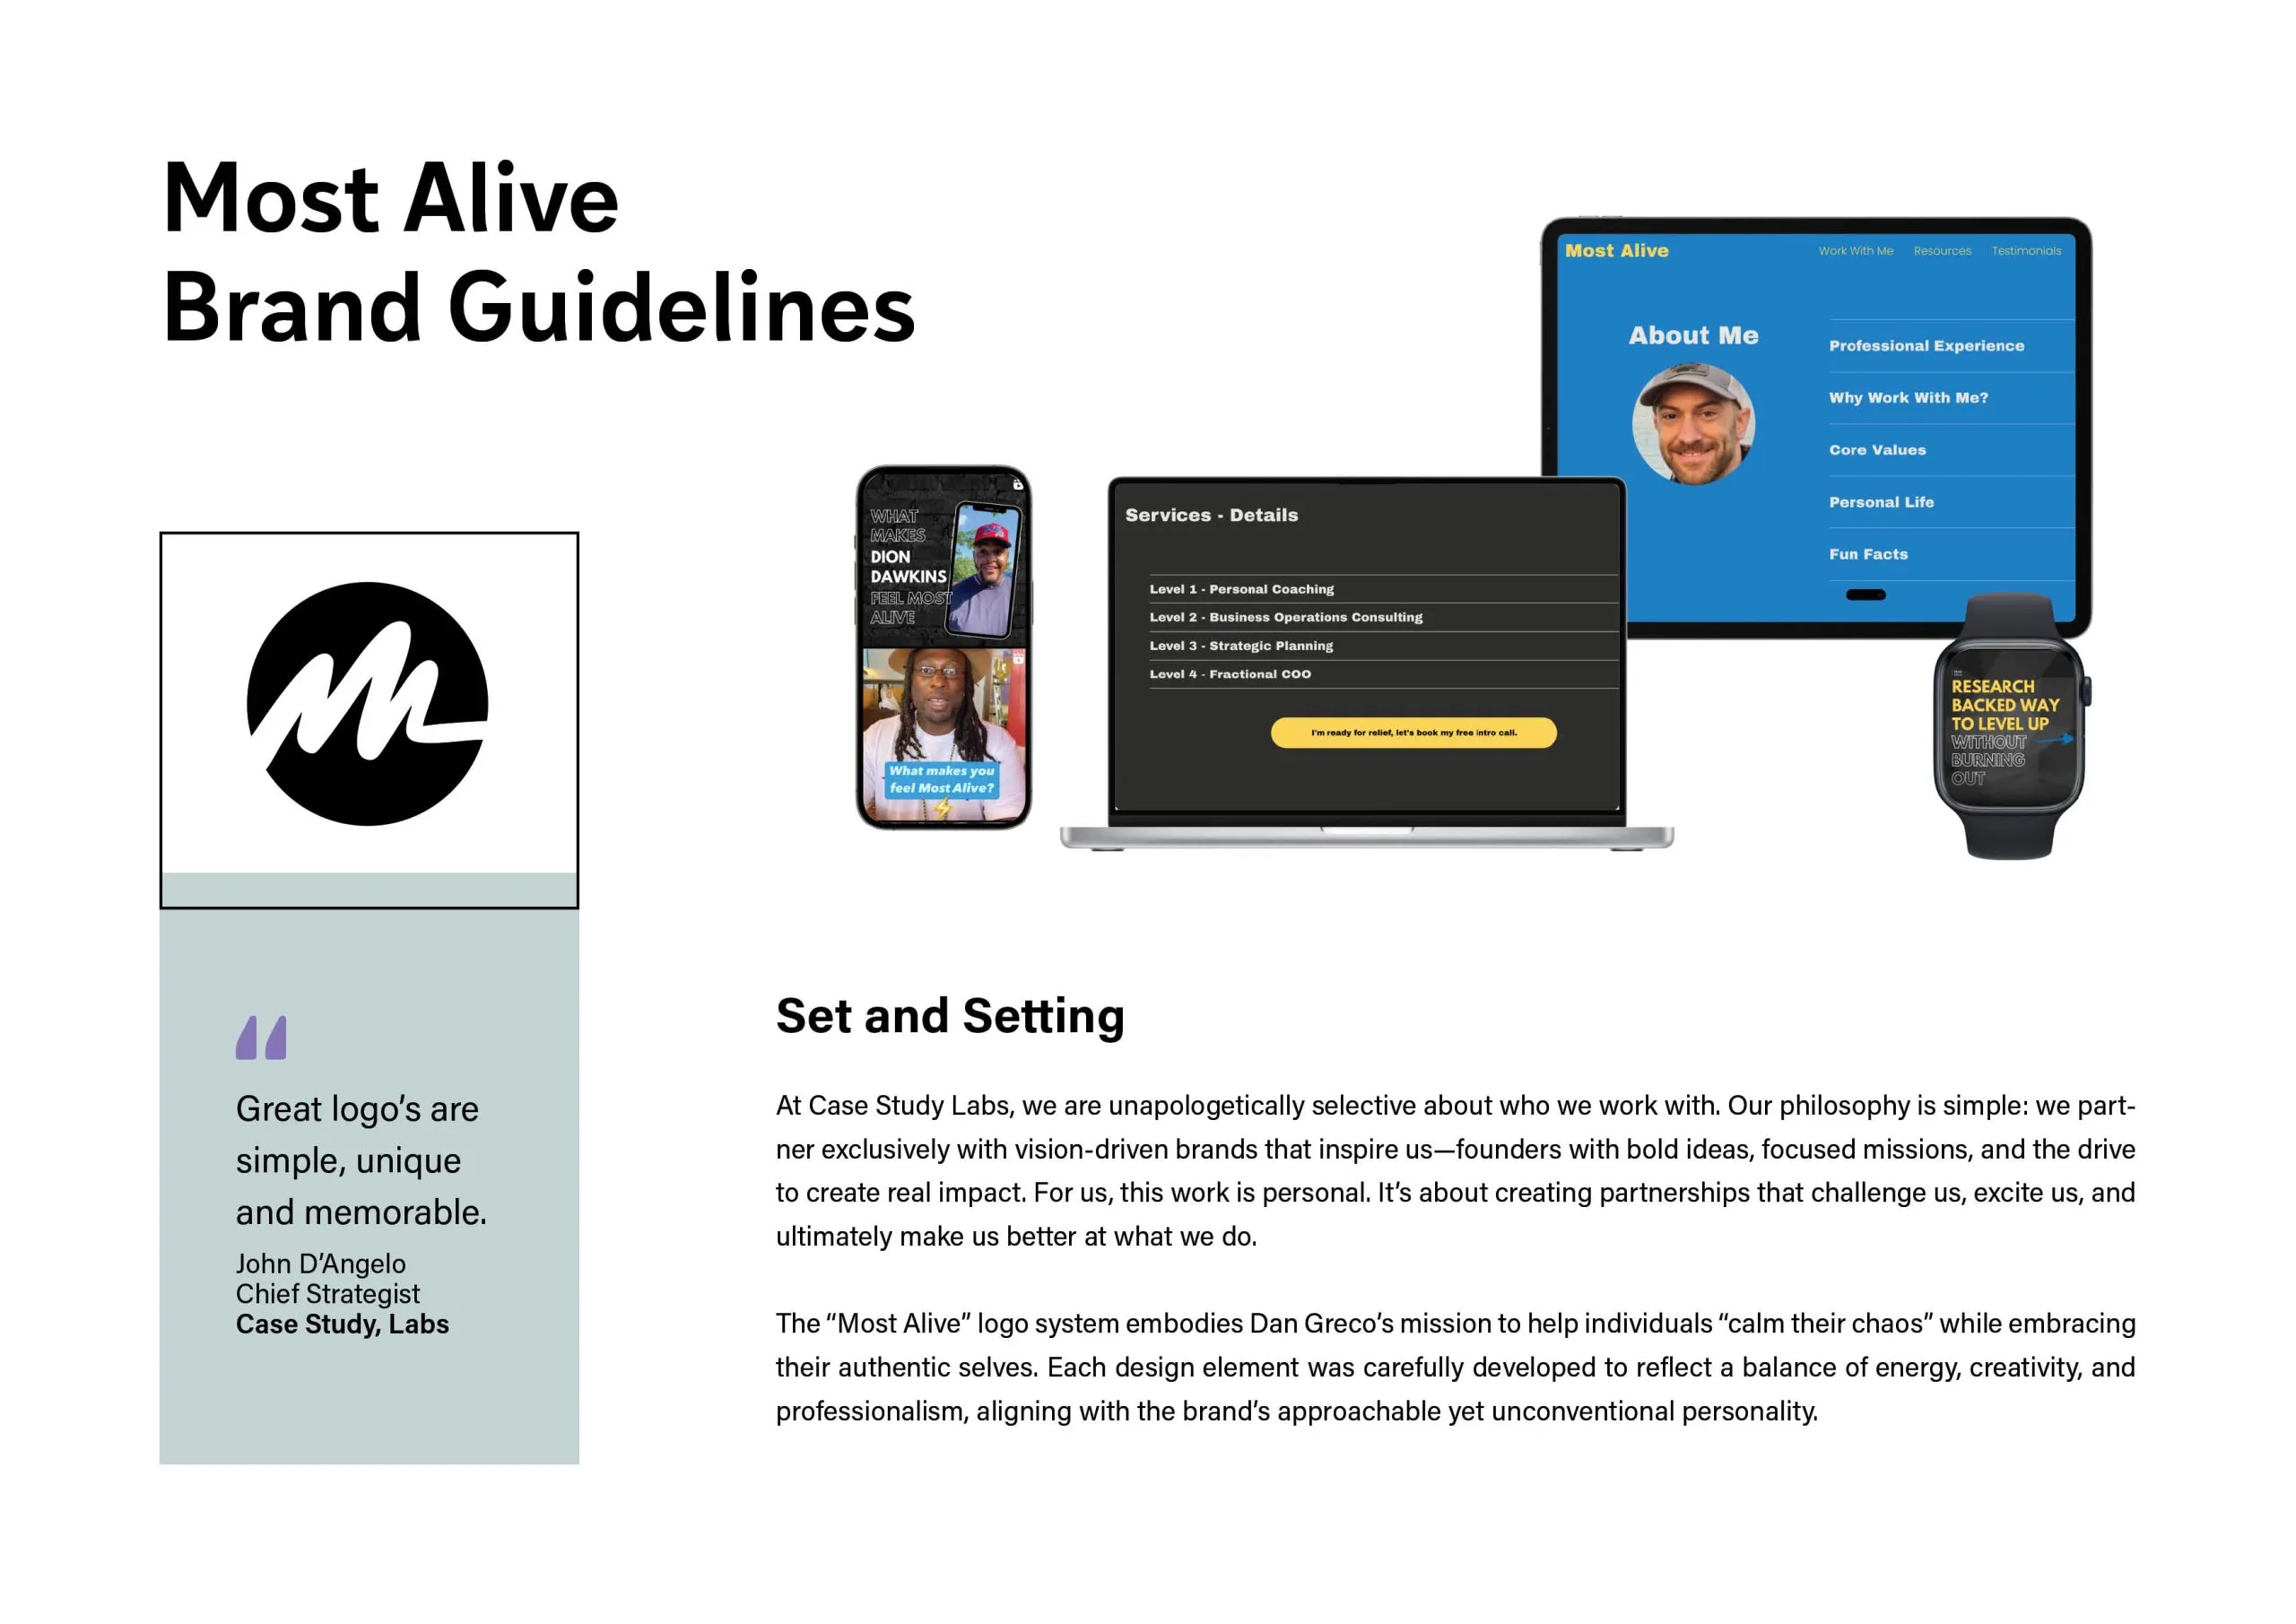 Most Alive
Brand Guidelines
Most Alive
Work With Me Resources Testimonials
About Me
Professional Experience
Why Work With Me?
Core Values
Personal Life
Fun Facts
WHAT
MAKES
DION
DAWKINS
FEEL MOST
ALIVE
What makes you
feel Most Alive?
Services - Details
Level 1 - Personal Coaching
Level 2 - Business Operations Consulting
Level 3 - Strategic Planning
Level 4 - Fractional COO
I'm ready for relief, let's book my free intro call.
RESEARCH
BACKED WAY
TO LEVEL UP
WITHOUT
BURNING
OUT
“
Great logo’s are
simple, unique
and memorable.
John D’Angelo
Chief Strategist
Case Study, Labs
Set and Setting
At Case Study Labs, we are unapologetically selective about who we work with. Our philosophy is simple: we part-
ner exclusively with vision-driven brands that inspire us—founders with bold ideas, focused missions, and the drive
to create real impact. For us, this work is personal. It’s about creating partnerships that challenge us, excite us, and
ultimately make us better at what we do.
The “Most Alive” logo system embodies Dan Greco’s mission to help individuals “calm their chaos” while embracing
their authentic selves. Each design element was carefully developed to reflect a balance of energy, creativity, and
professionalism, aligning with the brand’s approachable yet unconventional personality.